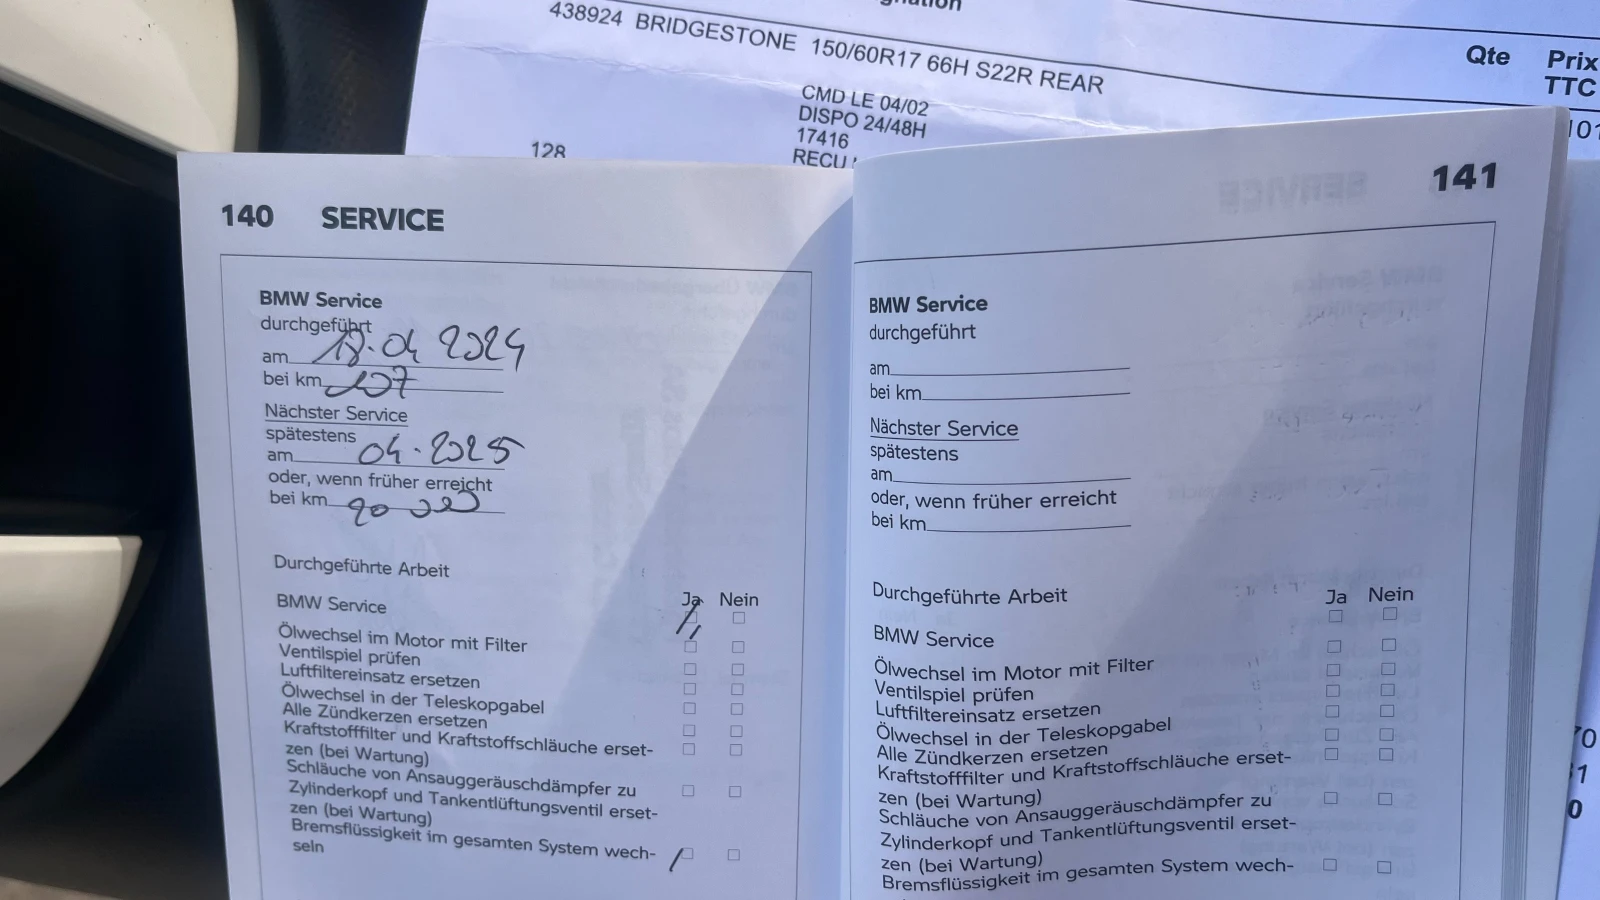 438924 BRIDGESTONE 150/60R17 66H S22R REAR
Qte Prix
TTC
CMD LE 04/02
DISPO 24/48H
17416
RECU
128
140 SERVICE
BMW Service
durchgeführt
am 18.04 2024
bei km 207
Nächster Service
spätestens
am 04.2025
oder, wenn früher erreicht
bei km
Durchgeführte Arbeit
Ja Nein
BMW Service
Ölwechsel im Motor mit Filter
Ventilspiel prüfen
Luftfiltereinsatz ersetzen
Ölwechsel in der Teleskopgabel
Alle Zündkerzen ersetzen
Kraftstofffilter und Kraftstoffschläuche erset-
zen (bei Wartung)
Schläuche von Ansauggeräuschdämpfer zu
Zylinderkopf und Tankentlüftungsventil erset-
zen (bei Wartung)
Bremsflüssigkeit im gesamten System wech-
seln
141
BMW Service
durchgeführt
am
bei km
Nächster Service
spätestens
am
oder, wenn früher erreicht
bei km
Durchgeführte Arbeit
Ja Nein
BMW Service
Ölwechsel im Motor mit Filter
Ventilspiel prüfen
Luftfiltereinsatz ersetzen
Ölwechsel in der Teleskopgabel
Alle Zündkerzen ersetzen
Kraftstofffilter und Kraftstoffschläuche erset-
zen (bei Wartung)
Schläuche von Ansauggeräuschdämpfer zu
Zylinderkopf und Tankentlüftungsventil erset-
zen (bei Wartung)
Bremsflüssigkeit im gesamten System wech-